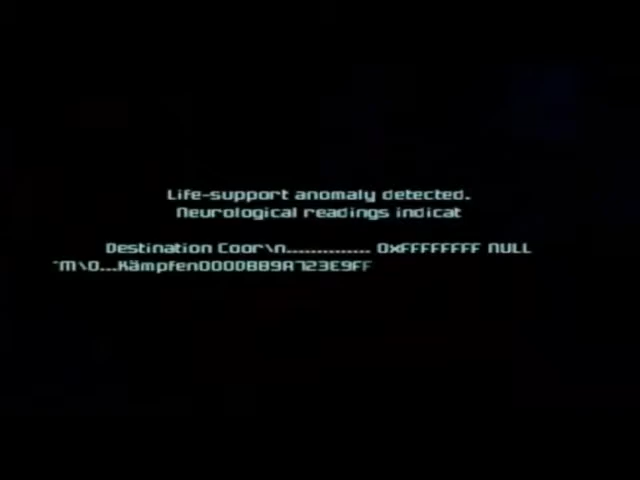 Life-support anomaly detected.
Neurological readings indicat
Destination Coor\n.............. 0xFFFFFFFF NULL
^M\0...Kämpfen0000BB9A723E9FF